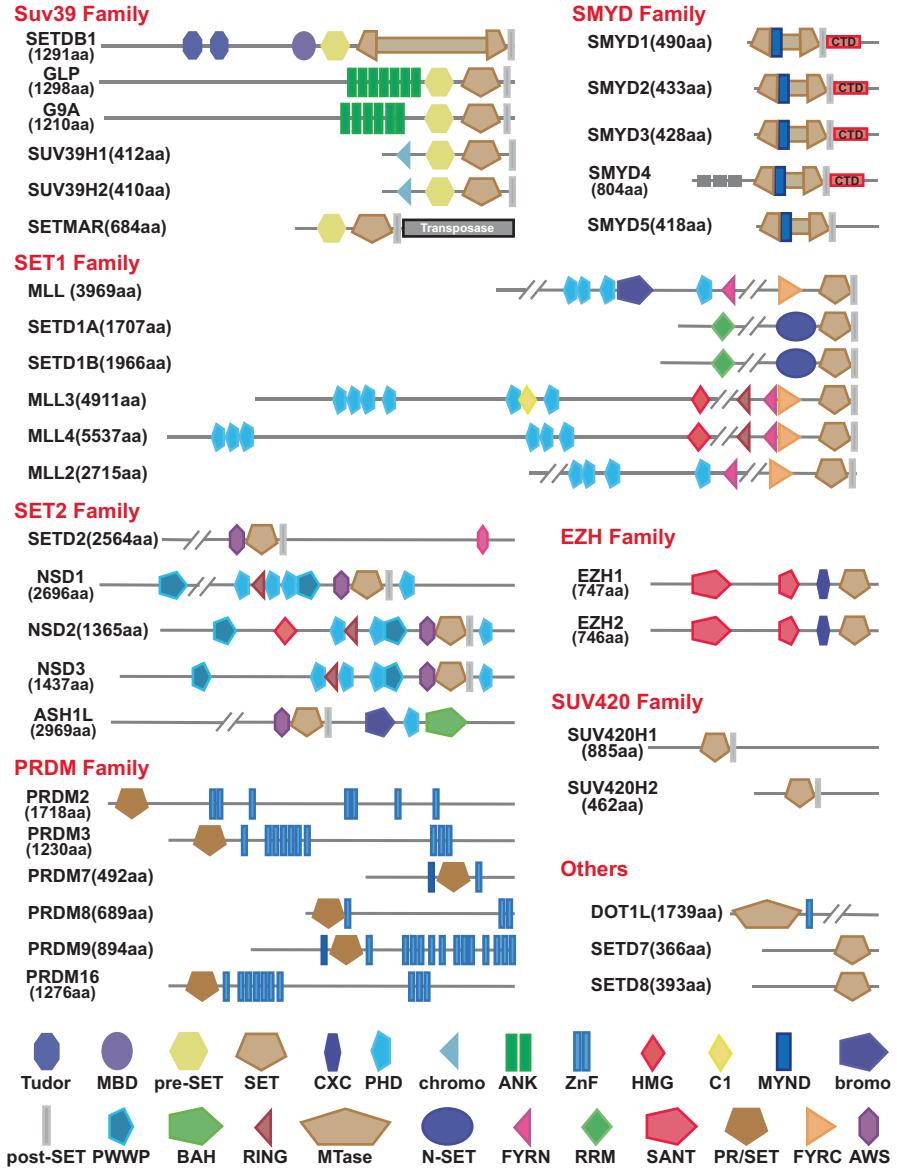 Suv39 Family
SETDB1
(1291aa)
GLP
(1298aa)
G9A
(1210aa)
SUV39H1(412aa)
SUV39H2(410aa)
SETMAR(684aa)
Transposase
SMYD Family
SMYD1(490aa)
CTD
SMYD2(433aa)
CTD
SMYD3(428aa)
CTD
SMYD4
(804aa)
CTD
SMYD5(418aa)
SET1 Family
MLL (3969aa)
SETD1A(1707aa)
SETD1B(1966aa)
MLL3(4911aa)
MLL4(5537aa)
MLL2(2715aa)
SET2 Family
SETD2(2564aa)
NSD1
(2696aa)
NSD2(1365aa)
NSD3
(1437aa)
ASH1L
(2969aa)
EZH Family
EZH1
(747aa)
EZH2
(746aa)
SUV420 Family
SUV420H1
(885aa)
SUV420H2
(462aa)
PRDM Family
PRDM2
(1718aa)
PRDM3
(1230aa)
PRDM7(492aa)
PRDM8(689aa)
PRDM9(894aa)
PRDM16
(1276aa)
Others
DOT1L(1739aa)
SETD7(366aa)
SETD8(393aa)
Tudor MBD pre-SET SET CXC PHD chromo ANK ZnF HMG C1 MYND bromo
post-SET PWWP BAH RING MTase N-SET FYRN RRM SANT PR/SET FYRC AWS